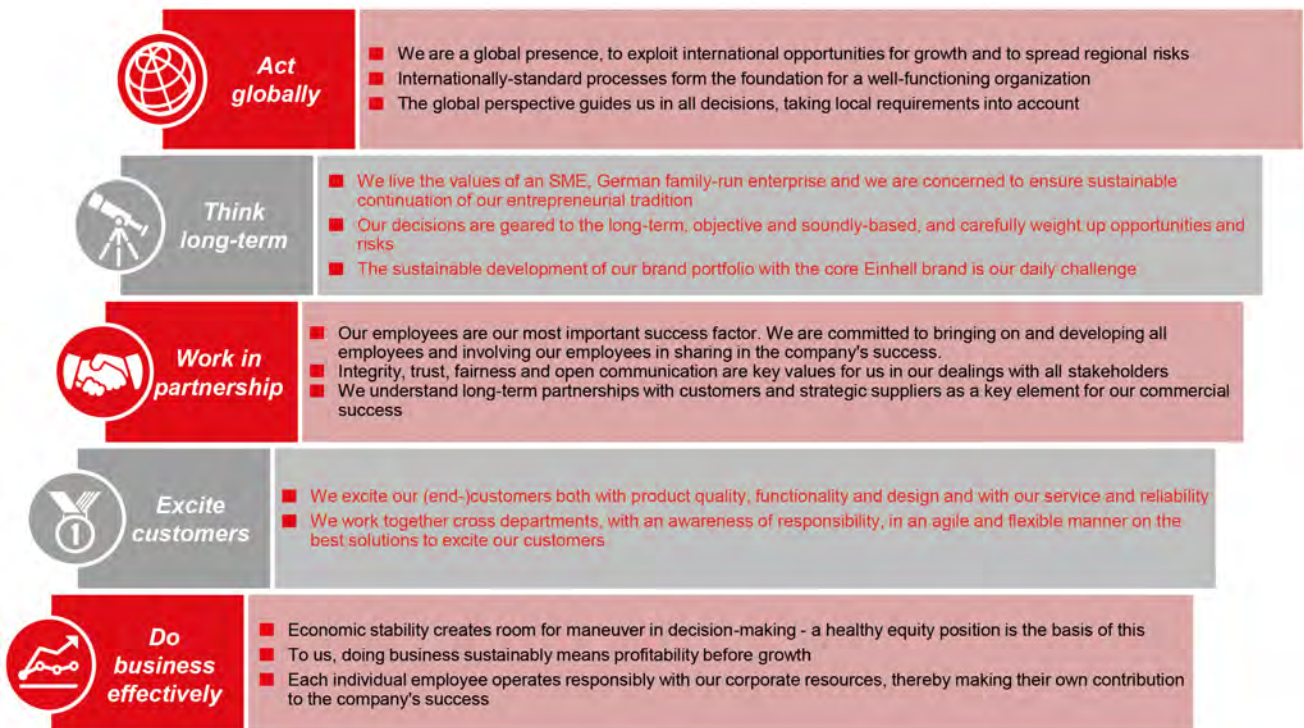 Act
globally
We are a global presence, to exploit international opportunities for growth and to spread regional risks
Internationally-standard processes form the foundation for a well-functioning organization
The global perspective guides us in all decisions, taking local requirements into account
Think
long-term
We live the values of an SME, German family-run enterprise and we are concerned to ensure sustainable
continuation of our entrepreneurial tradition
Our decisions are geared to the long-term, objective and soundly-based, and carefully weight up opportunities and
risks
The sustainable development of our brand portfolio with the core Einhell brand is our daily challenge
Work in
partnership
Our employees are our most important success factor. We are committed to bringing on and developing all
employees and involving our employees in sharing in the company's success.
Integrity, trust, fairness and open communication are key values for us in our dealings with all stakeholders
We understand long-term partnerships with customers and strategic suppliers as a key element for our commercial
success
1
Excite
customers
We excite our (end-)customers both with product quality, functionality and design and with our service and reliability
We work together cross departments, with an awareness of responsibility, in an agile and flexible manner on the
best solutions to excite our customers
Do
business
effectively
Economic stability creates room for maneuver in decision-making - a healthy equity position is the basis of this
To us, doing business sustainably means profitability before growth
Each individual employee operates responsibly with our corporate resources, thereby making their own contribution
to the company's success